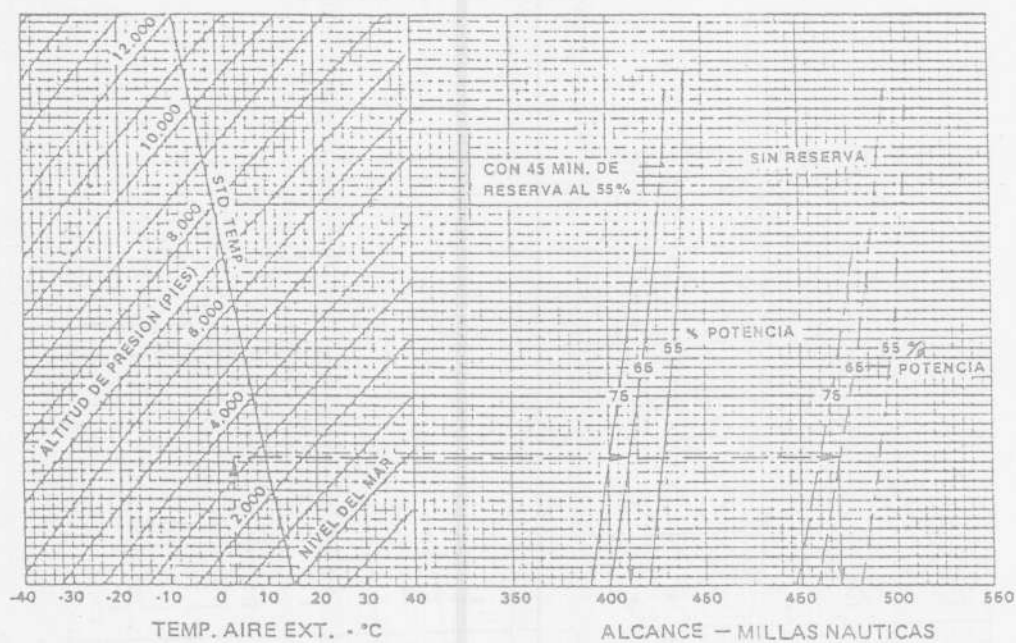 12.000
10.000
8.000
6.000
4.000
2.000
STD. TEMP
ALTITUD DE PRESION (PIES)
NIVEL DEL MAR
CON 45 MIN. DE
RESERVA AL 55%
SIN RESERVA
55 % POTENCIA
65
75
55 %
POTENCIA
65
75
-40 -30 -20 -10 0 10 20 30 40 350 400 450 450 500 550
TEMP. AIRE EXT. - °C
ALCANCE — MILLAS NAUTICAS